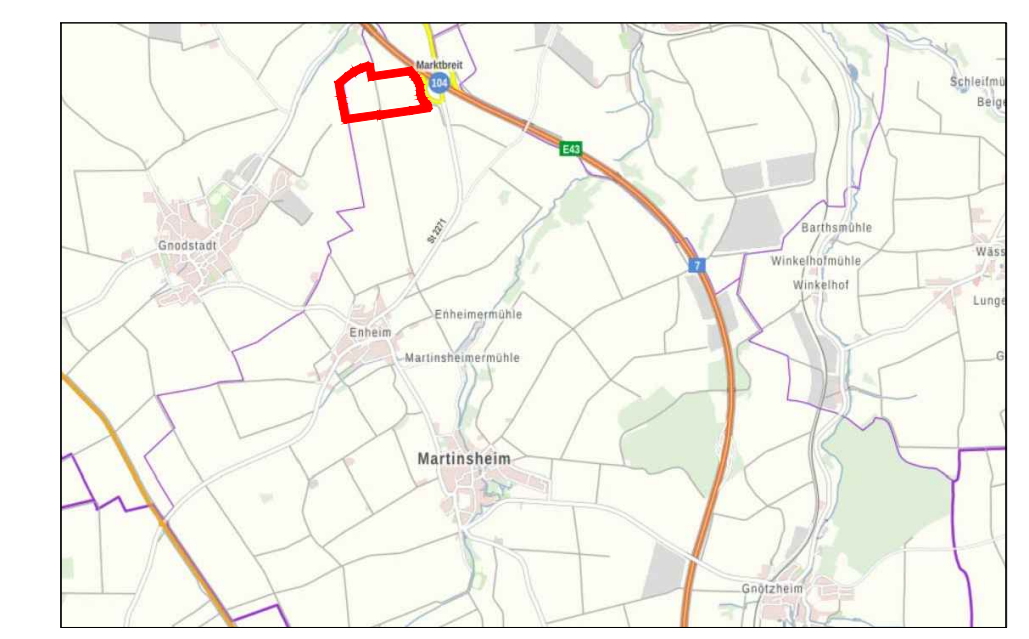 Marktbreit
104
Schleifmü
Beige
E43
St 2271
Gnodstadt
Barthsmühle
Wäss
7
Winkelhofmühle
Winkelhof
Lunge
Enheimermühle
Enheim
Martinsheimermühle
G
Martinsheim
Gnötzheim